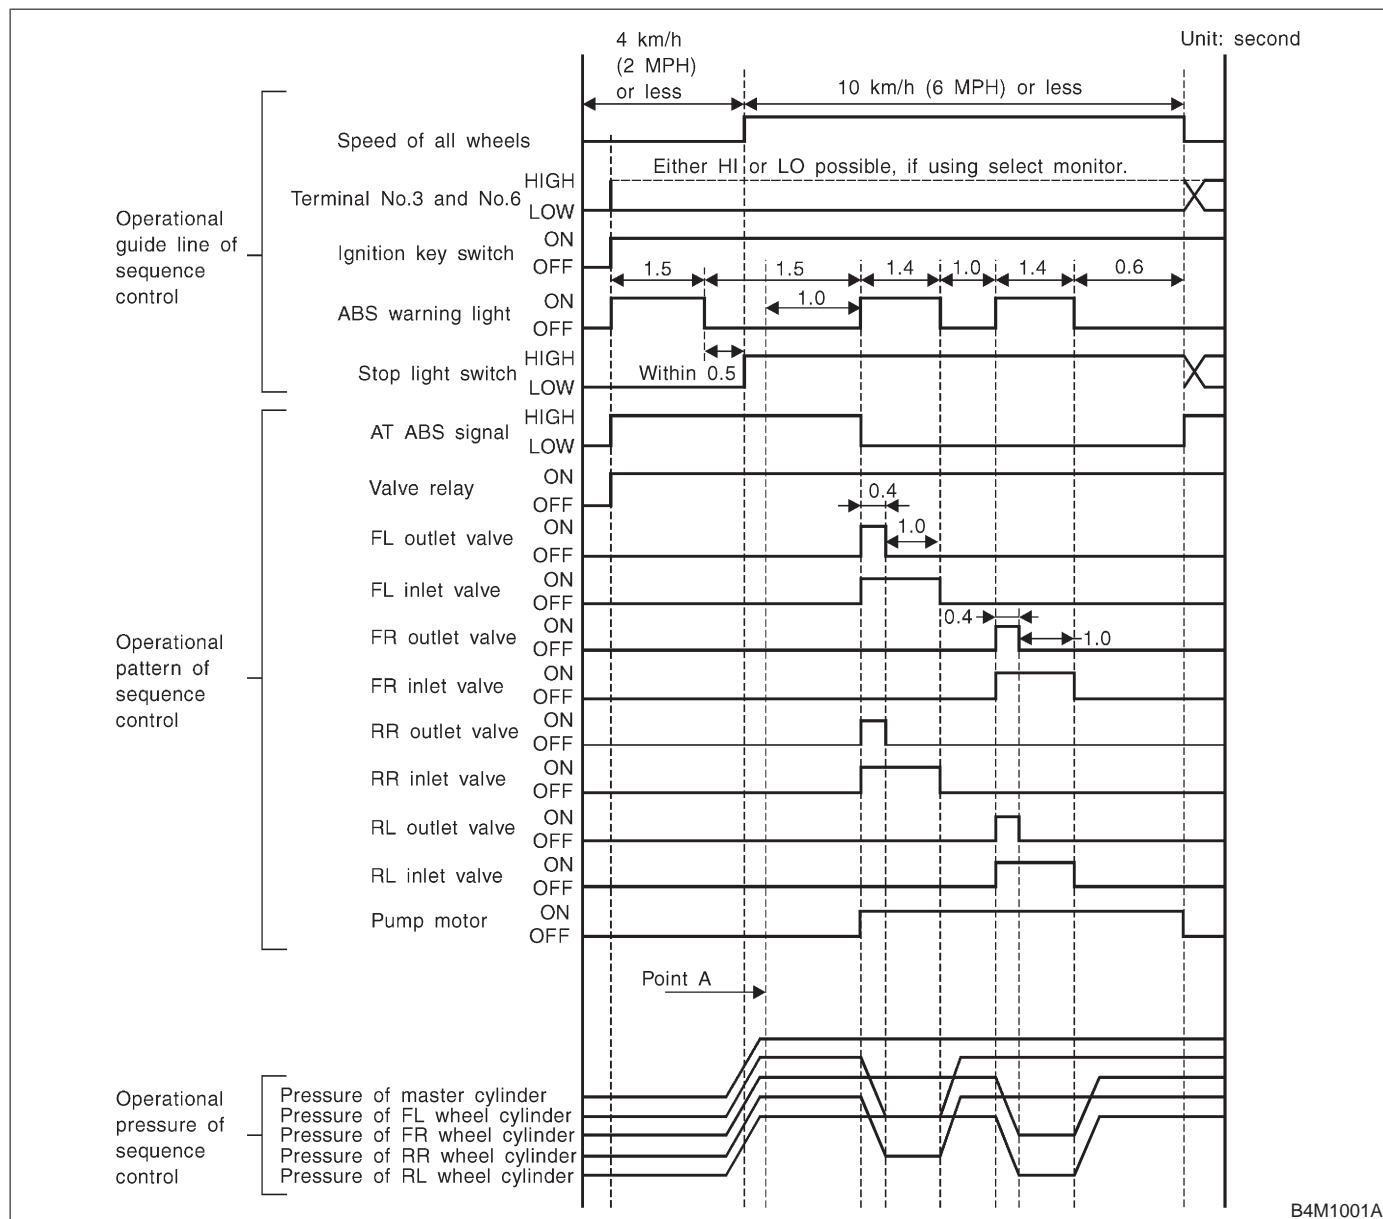 4 km/h
(2 MPH)
or less
Unit: second
10 km/h (6 MPH) or less
Speed of all wheels
Either HI or LO possible, if using select monitor.
Terminal No.3 and No.6
HIGH
LOW
Operational
guide line of
sequence
control
Ignition key switch
ON
OFF
1.5
1.5
1.4
1.0
1.4
0.6
1.0
ABS warning light
ON
OFF
Stop light switch
HIGH
LOW
Within 0.5
AT ABS signal
HIGH
LOW
Valve relay
ON
OFF
0.4
FL outlet valve
ON
OFF
1.0
FL inlet valve
ON
OFF
0.4
Operational
pattern of
sequence
control
FR outlet valve
ON
OFF
1.0
FR inlet valve
ON
OFF
RR outlet valve
ON
OFF
RR inlet valve
ON
OFF
RL outlet valve
ON
OFF
RL inlet valve
ON
OFF
Pump motor
ON
OFF
Point A
Operational
pressure of
sequence
control
Pressure of master cylinder
Pressure of FL wheel cylinder
Pressure of FR wheel cylinder
Pressure of RR wheel cylinder
Pressure of RL wheel cylinder
B4M1001A